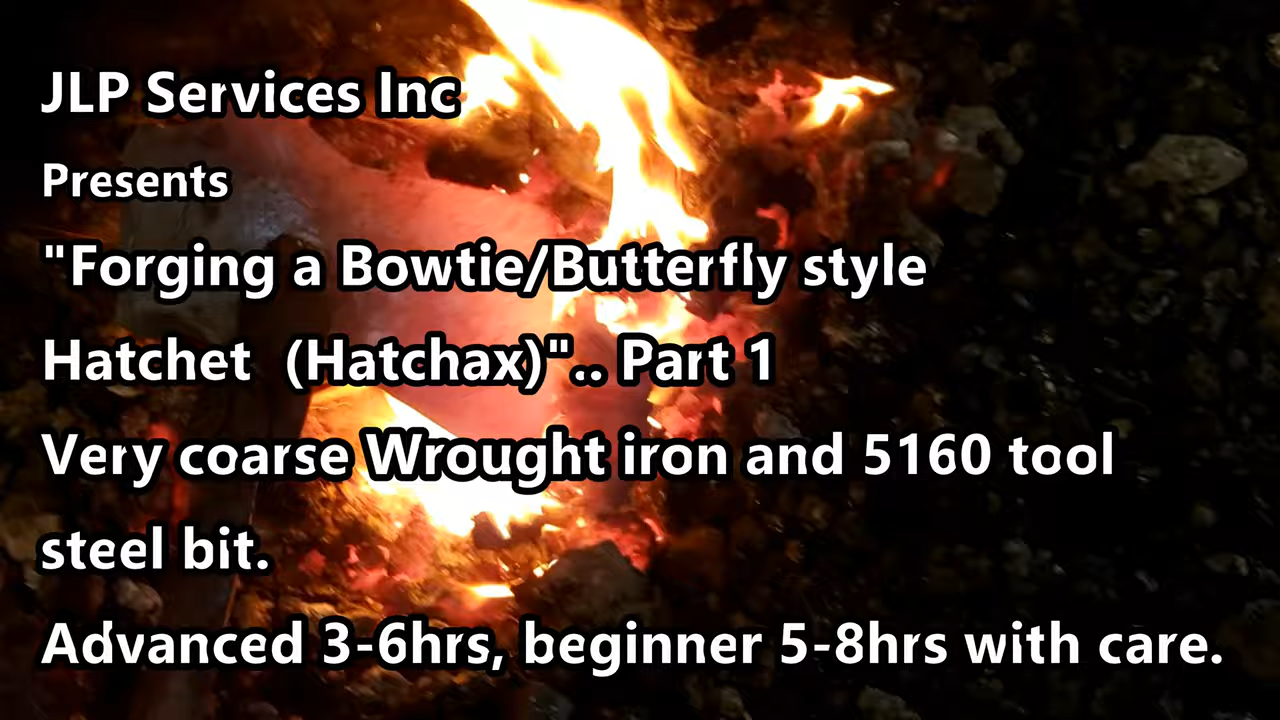 JLP Services Inc
Presents
"Forging a Bowtie/Butterfly style
Hatchet  (Hatchax)".. Part 1
Very coarse Wrought iron and 5160 tool
steel bit.
Advanced 3-6hrs, beginner 5-8hrs with care.